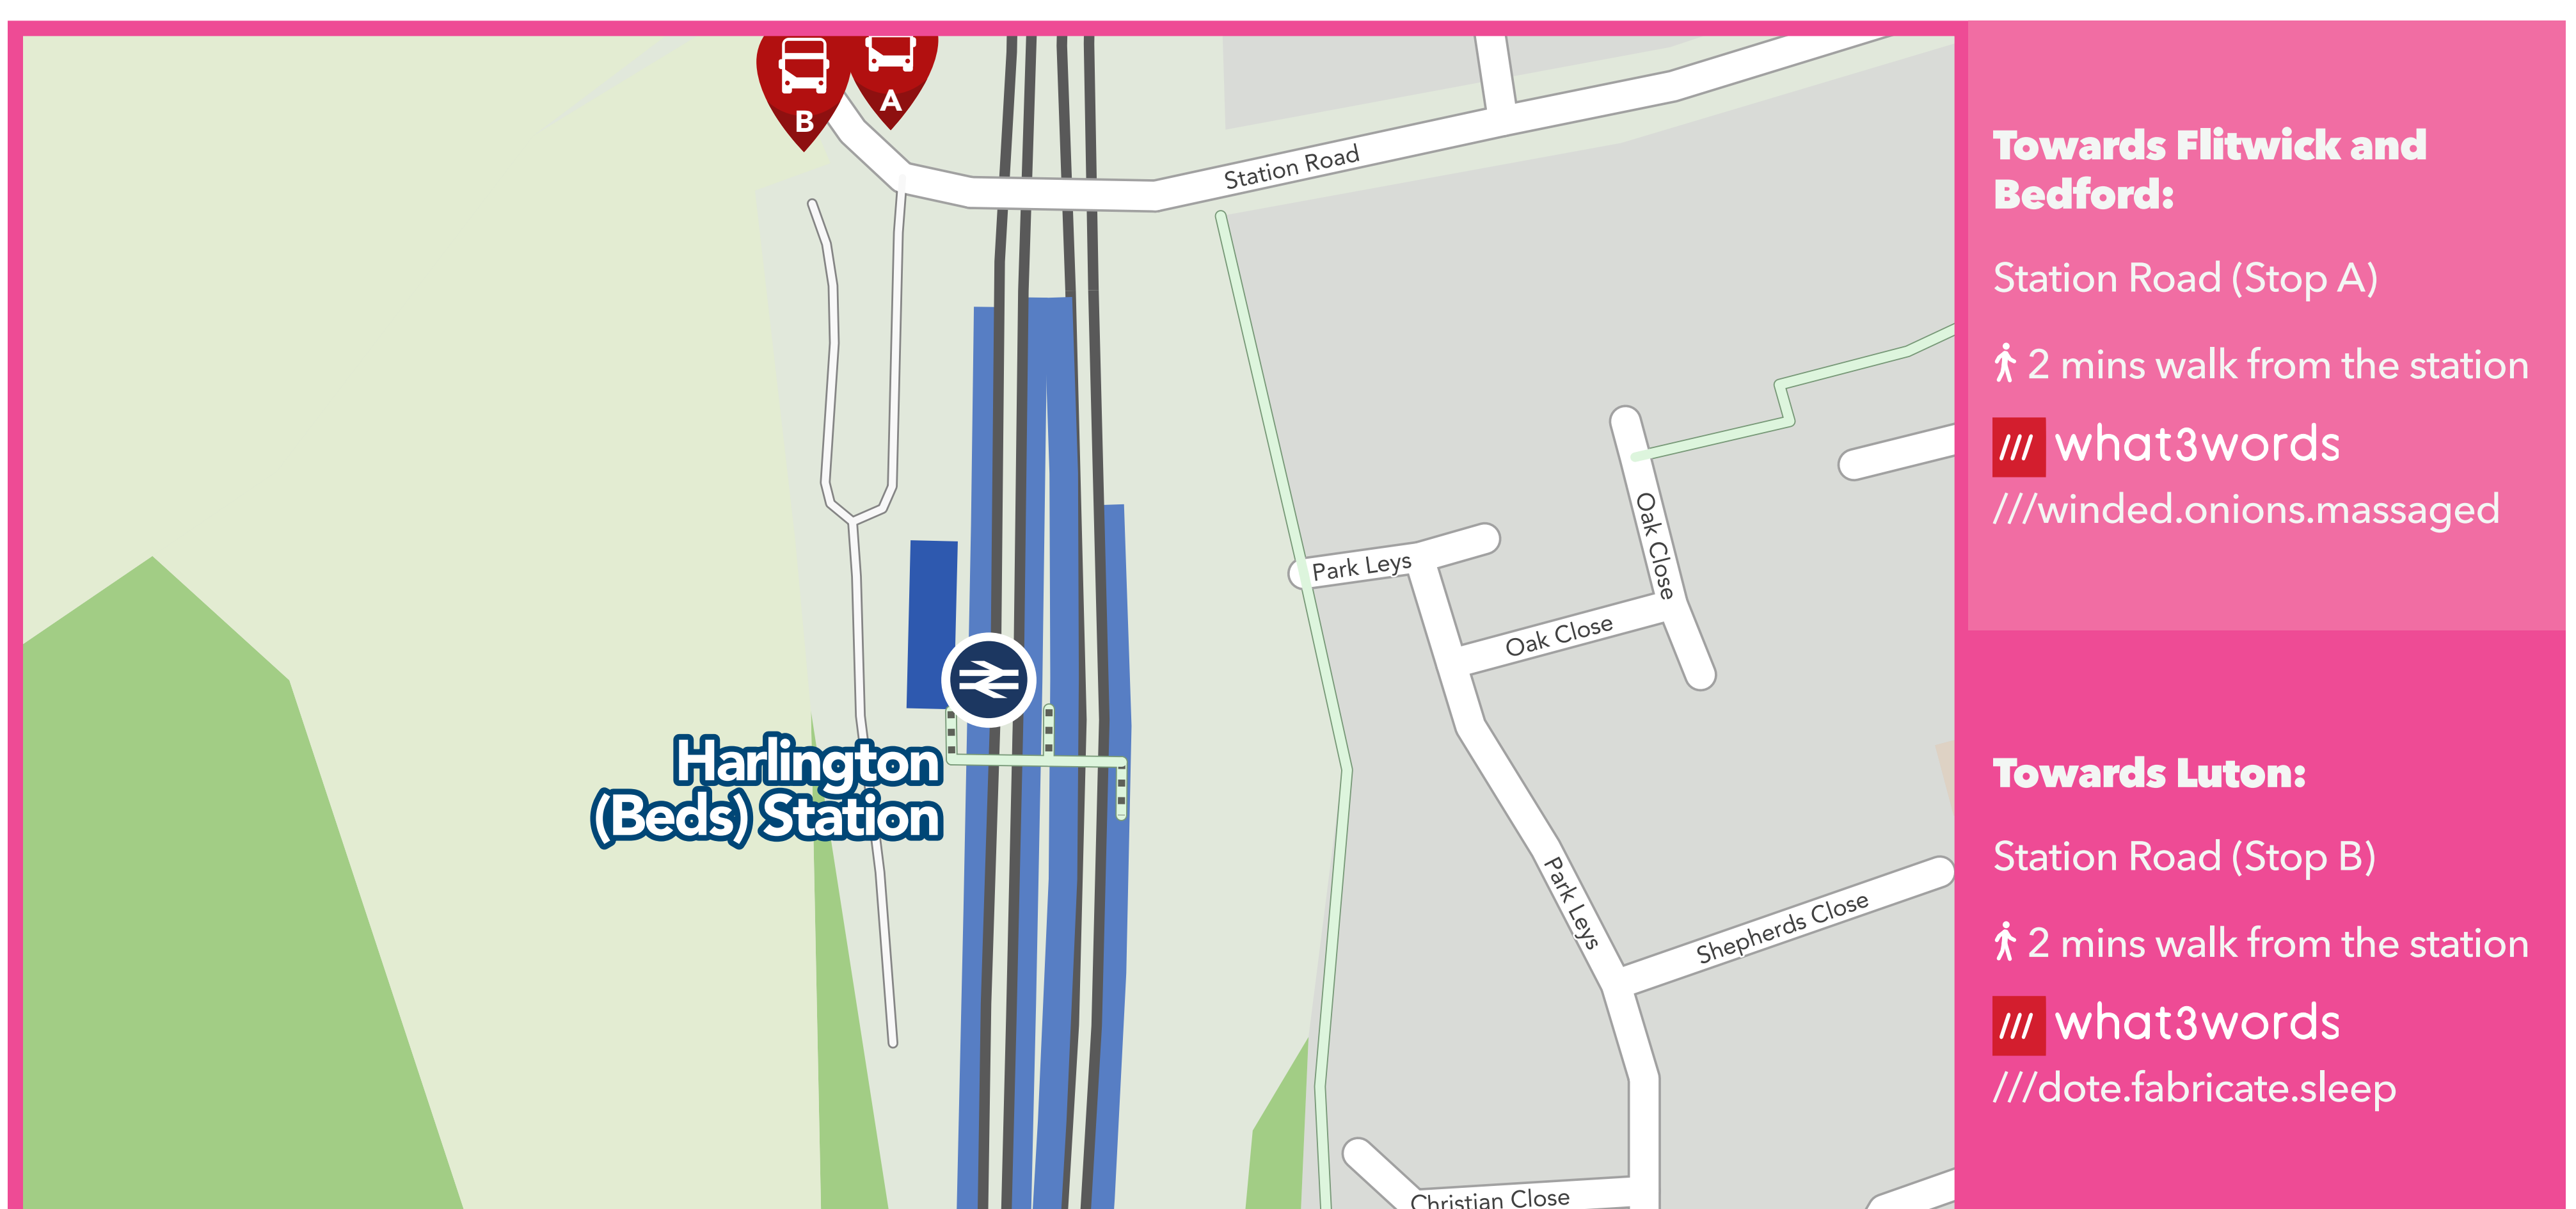 B
A
Station Road
Park Leys
Oak Close
Oak Close
Harlington
(Beds) Station
Park Leys
Shepherds Close
Christian Close
Towards Flitwick and
Bedford:
Station Road (Stop A)
2 mins walk from the station
what3words
///winded.onions.massaged
Towards Luton:
Station Road (Stop B)
2 mins walk from the station
what3words
///dote.fabricate.sleep